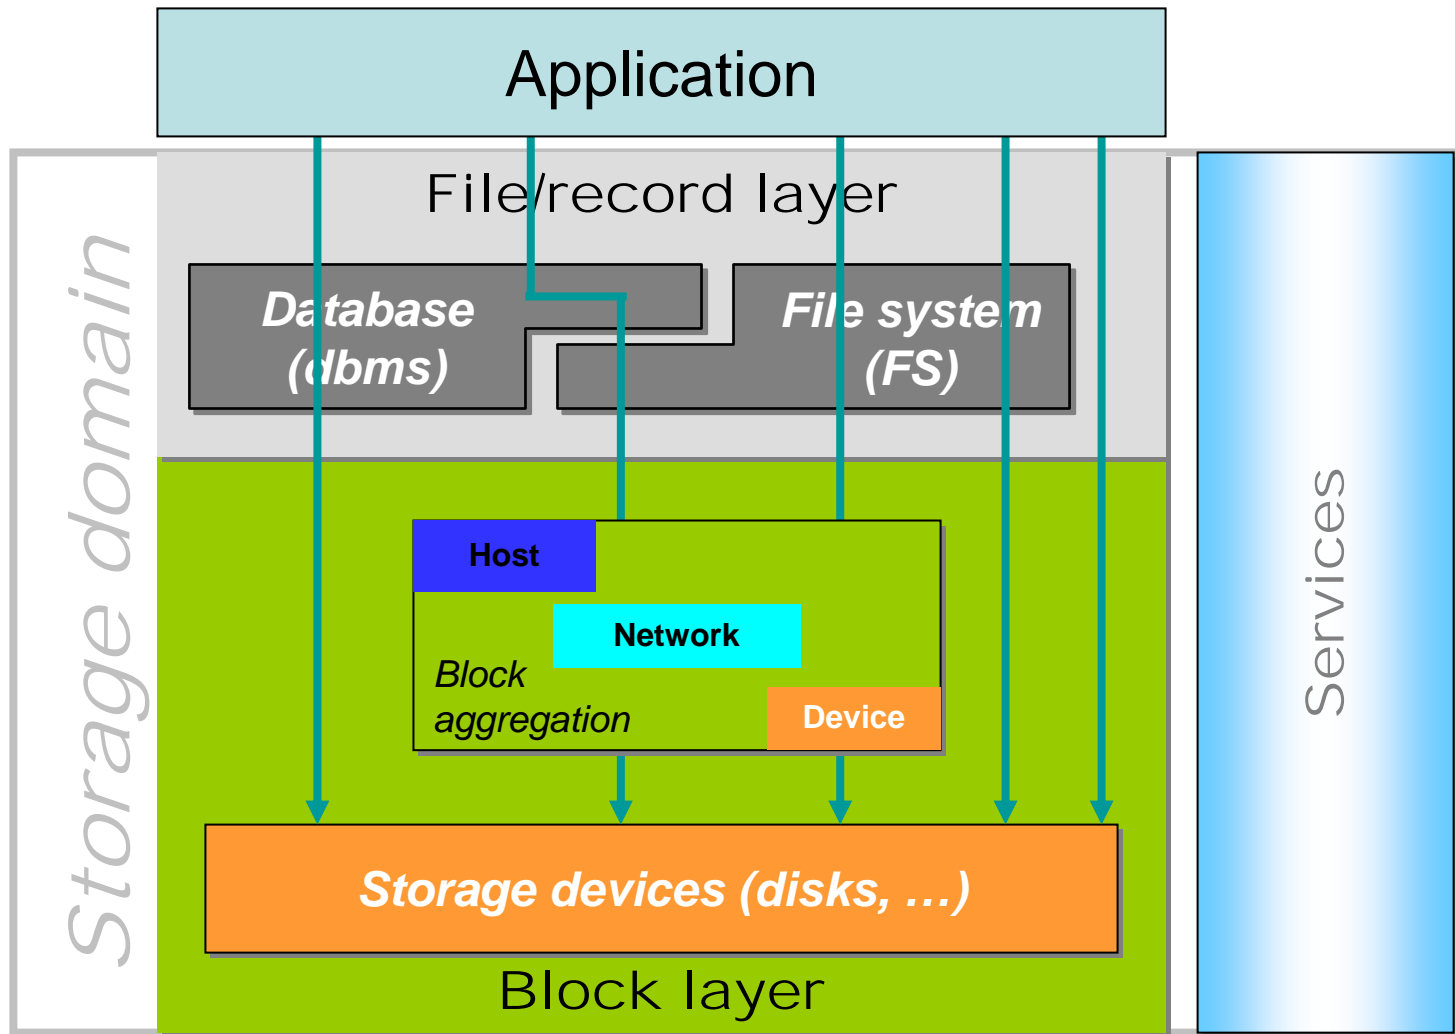 Application
File/record layer
Database
(dbms)
File system
(FS)
Host
Network
Block
aggregation
Device
Storage devices (disks, …)
Block layer
Storage domain
Services